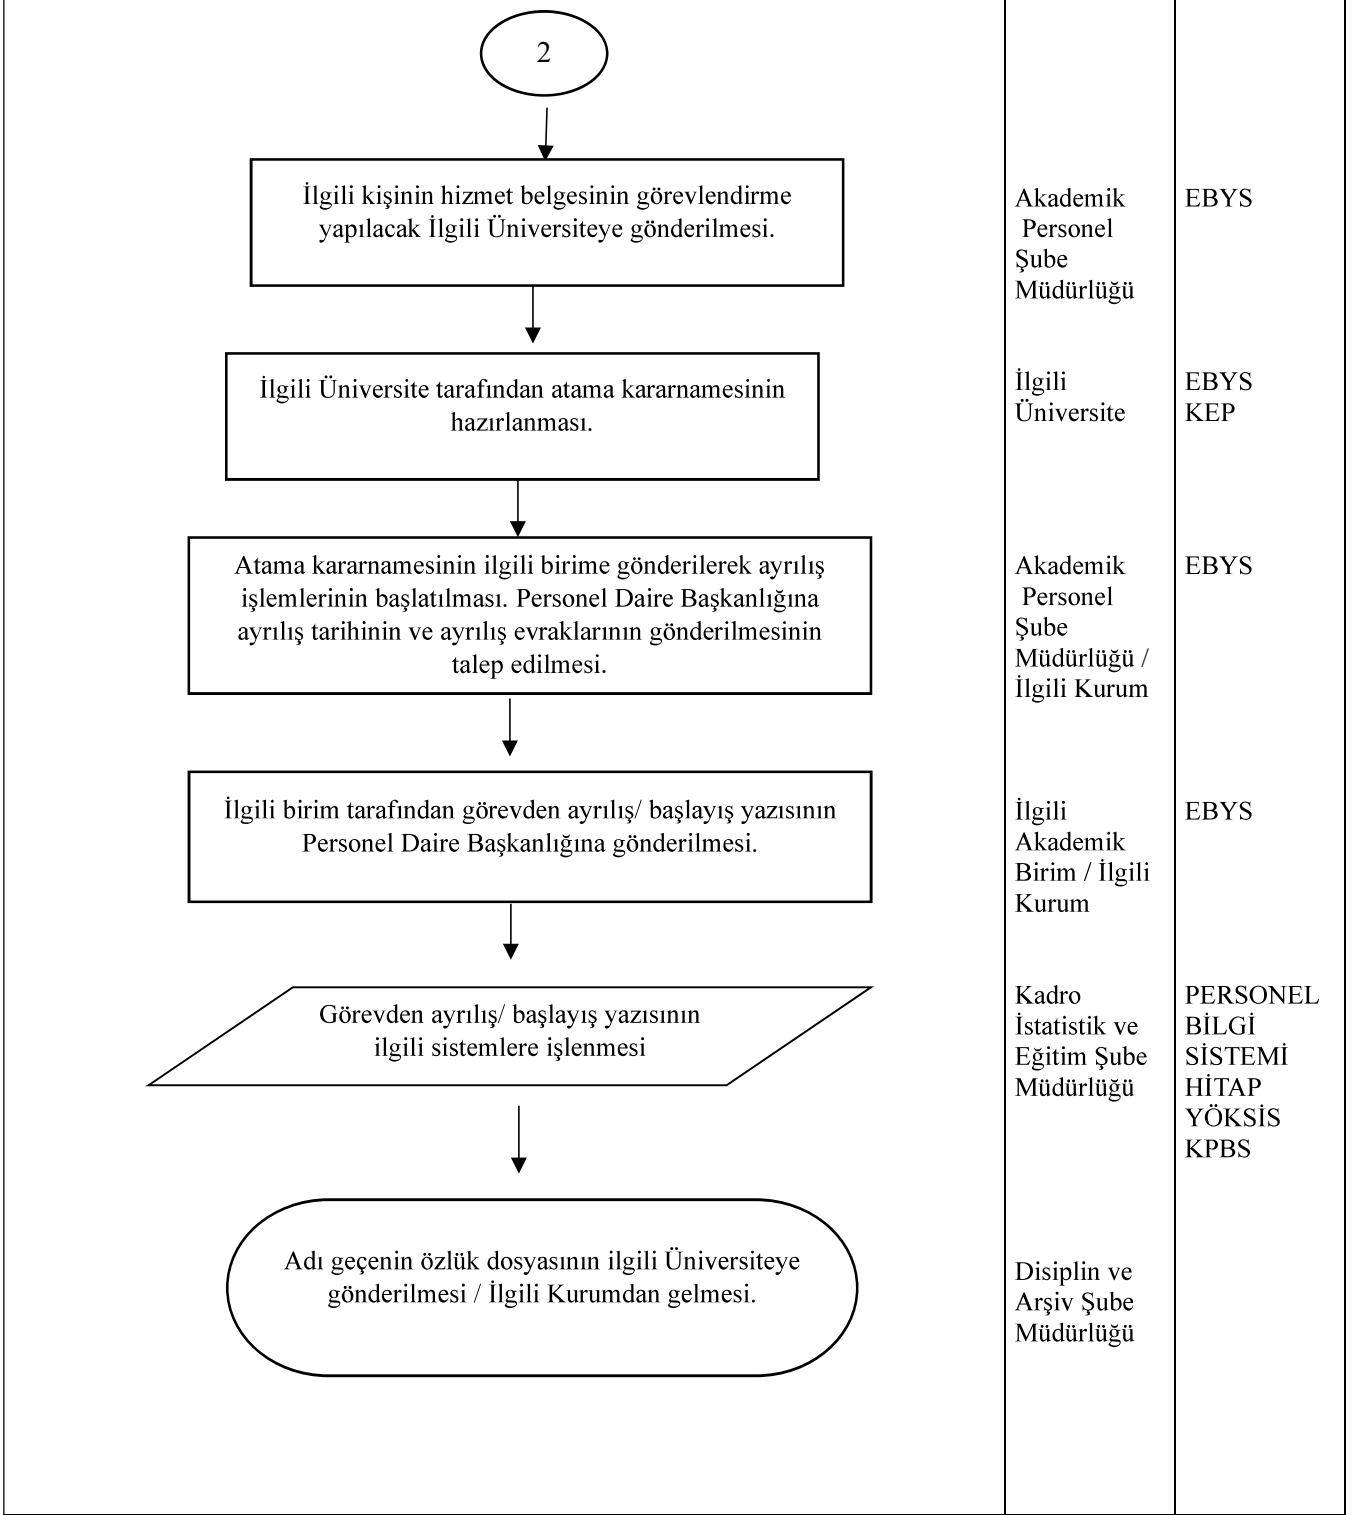 2
İlgili kişinin hizmet belgesinin görevlendirme
yapılacak İlgili Üniversiteye gönderilmesi.
Akademik
Personel
Şube
Müdürlüğü
EBYS
İlgili Üniversite tarafından atama kararnamesinin
hazırlanması.
İlgili
Üniversite
EBYS
KEP
Atama kararnamesinin ilgili birime gönderilerek ayrılış
işlemlerinin başlatılması. Personel Daire Başkanlığına
ayrılış tarihinin ve ayrılış evraklarının gönderilmesinin
talep edilmesi.
Akademik
Personel
Şube
Müdürlüğü /
İlgili Kurum
EBYS
İlgili birim tarafından görevden ayrılış/ başlayış yazısının
Personel Daire Başkanlığına gönderilmesi.
İlgili
Akademik
Birim / İlgili
Kurum
EBYS
Görevden ayrılış/ başlayış yazısının
ilgili sistemlere işlenmesi
Kadro
İstatistik ve
Eğitim Şube
Müdürlüğü
PERSONEL
BİLGİ
SİSTEMİ
HİTAP
YÖKSİS
KPBS
Adı geçenin özlük dosyasının ilgili Üniversiteye
gönderilmesi / İlgili Kurumdan gelmesi.
Disiplin ve
Arşiv Şube
Müdürlüğü